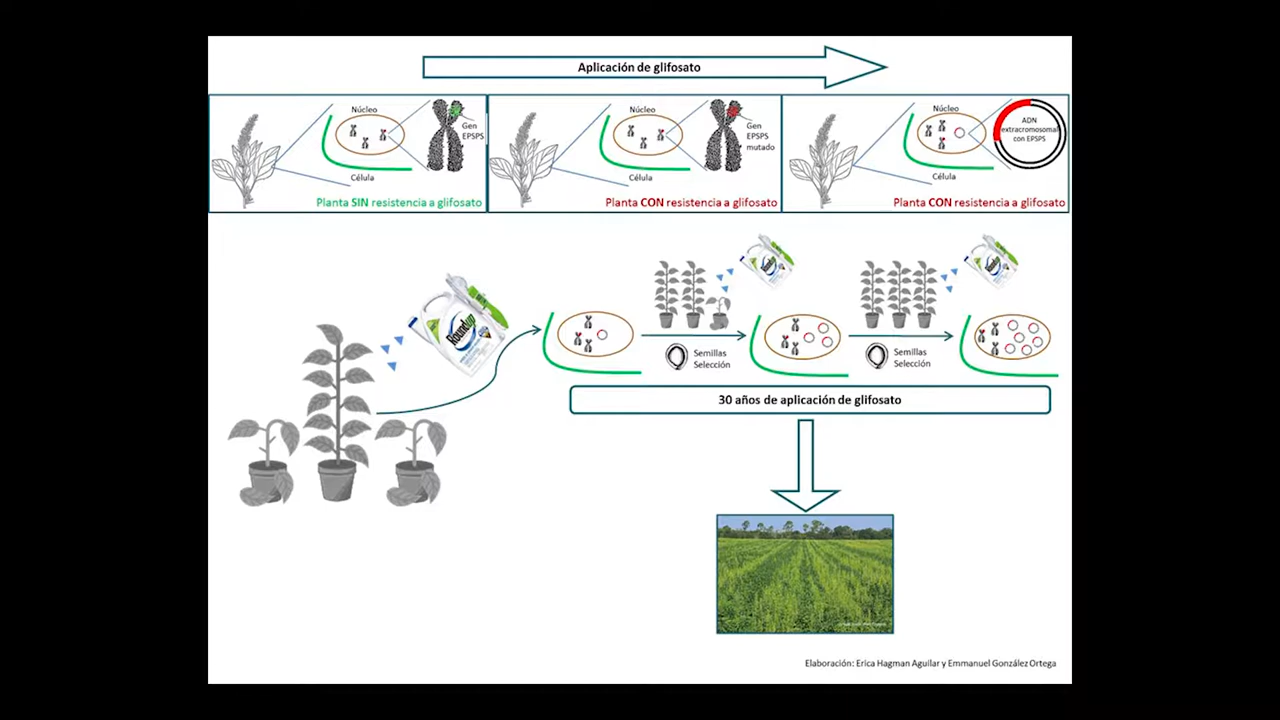 Aplicación de glifosato
Núcleo
Gen
EPSPS
Célula
Planta SIN resistencia a glifosato
Núcleo
Gen
EPSPS
mutado
Célula
Planta CON resistencia a glifosato
Núcleo
ADN
extracromosomal
con EPSPS
Célula
Planta CON resistencia a glifosato
Roundup
Roundup
Roundup
Semillas
Selección
Semillas
Selección
30 años de aplicación de glifosato
Elaboración: Erica Hagman Aguilar y Emmanuel González Ortega